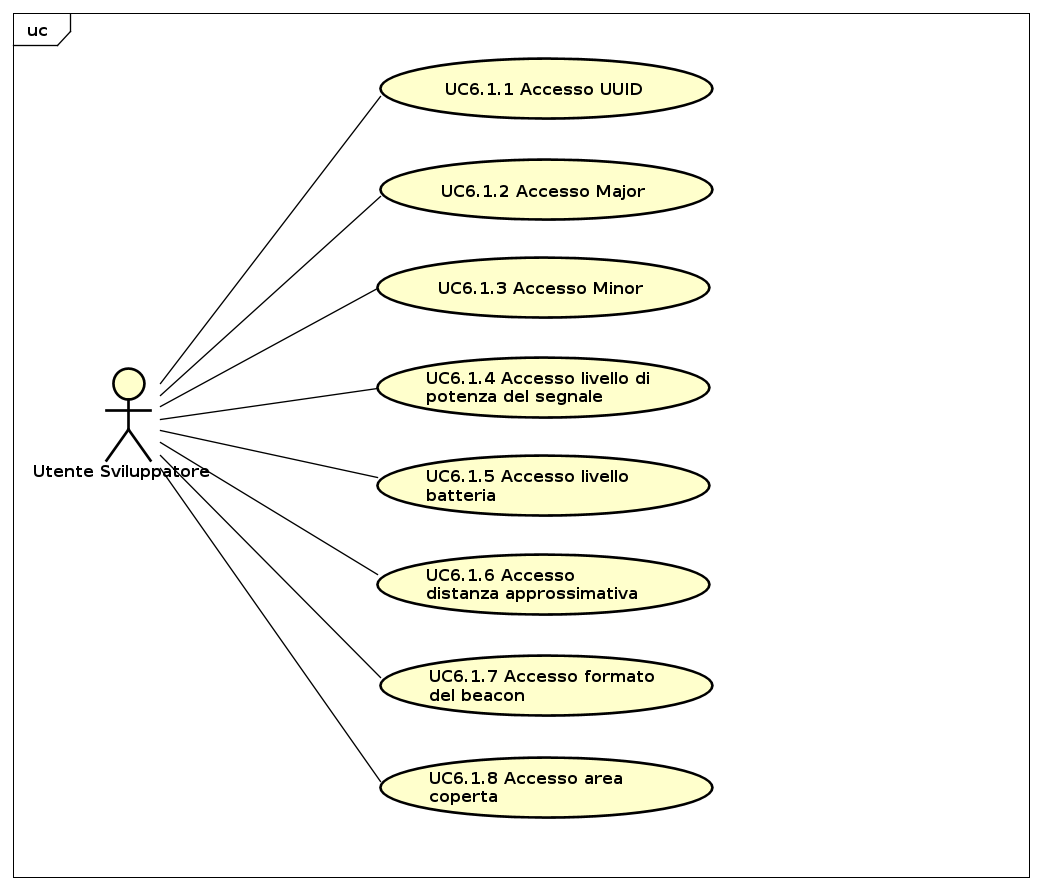 uc
UC6.1.1 Accesso UUID
UC6.1.2 Accesso Major
UC6.1.3 Accesso Minor
UC6.1.4 Accesso livello di
potenza del segnale
Utente Sviluppatore
UC6.1.5 Accesso livello
batteria
UC6.1.6 Accesso
distanza approssimativa
UC6.1.7 Accesso formato
del beacon
UC6.1.8 Accesso area
coperta